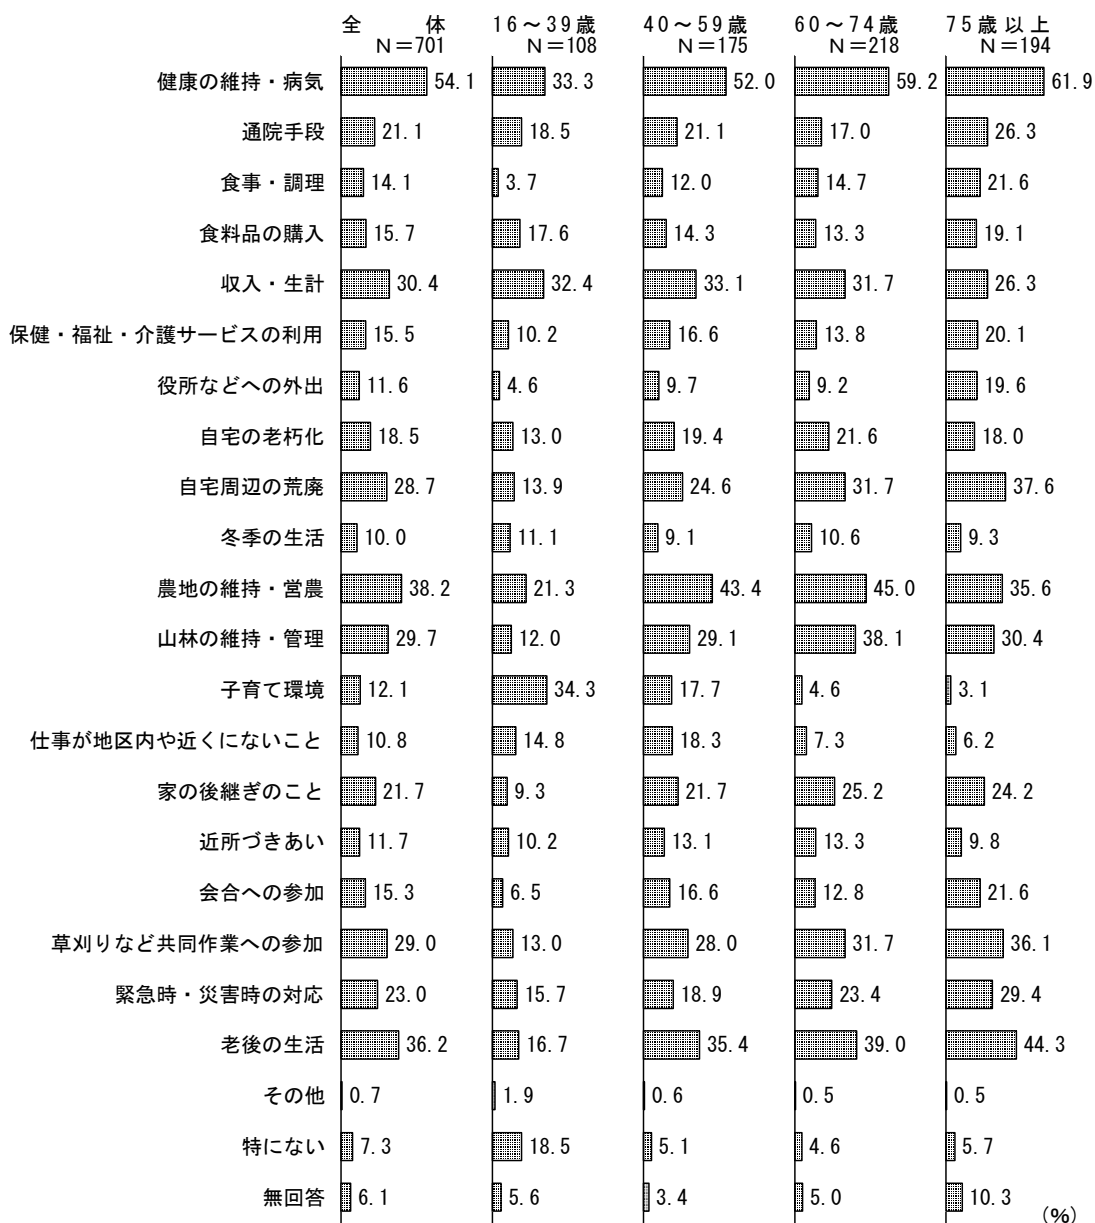 全　体 16～39歳 40～59歳 60～74歳 75歳以上
N=701 N=108 N=175 N=218 N=194
健康の維持・病気 54.1 33.3 52.0 59.2 61.9
通院手段 21.1 18.5 21.1 17.0 26.3
食事・調理 14.1 3.7 12.0 14.7 21.6
食料品の購入 15.7 17.6 14.3 13.3 19.1
収入・生計 30.4 32.4 33.1 31.7 26.3
保健・福祉・介護サービスの利用 15.5 10.2 16.6 13.8 20.1
役所などへの外出 11.6 4.6 9.7 9.2 19.6
自宅の老朽化 18.5 13.0 19.4 21.6 18.0
自宅周辺の荒廃 28.7 13.9 24.6 31.7 37.6
冬季の生活 10.0 11.1 9.1 10.6 9.3
農地の維持・営農 38.2 21.3 43.4 45.0 35.6
山林の維持・管理 29.7 12.0 29.1 38.1 30.4
子育て環境 12.1 34.3 17.7 4.6 3.1
仕事が地区内や近くにないこと 10.8 14.8 18.3 7.3 6.2
家の後継ぎのこと 21.7 9.3 21.7 25.2 24.2
近所づきあい 11.7 10.2 13.1 13.3 9.8
会合への参加 15.3 6.5 16.6 12.8 21.6
草刈りなど共同作業への参加 29.0 13.0 28.0 31.7 36.1
緊急時・災害時の対応 23.0 15.7 18.9 23.4 29.4
老後の生活 36.2 16.7 35.4 39.0 44.3
その他 0.7 1.9 0.6 0.5 0.5
特にない 7.3 18.5 5.1 4.6 5.7
無回答 6.1 5.6 3.4 5.0 10.3
(%)